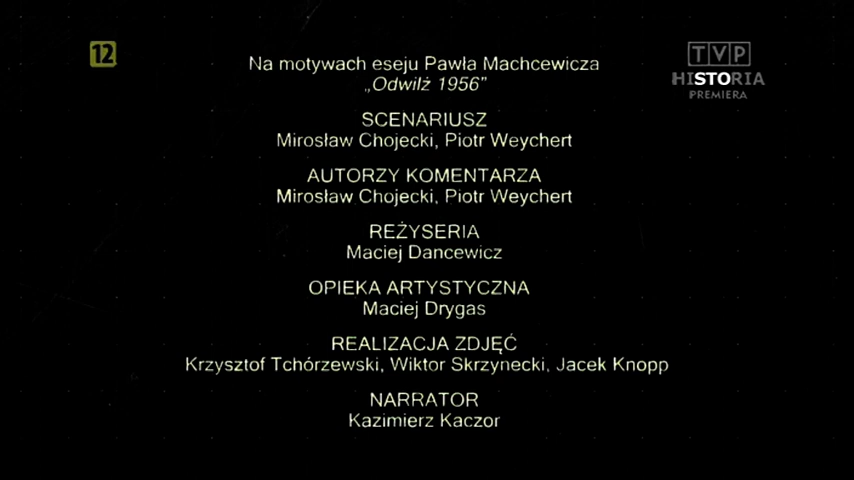 12
TVP
HISTORIA
PREMIERA
Na motywach eseju Pawła Machcewicza
„Odwilż 1956”
SCENARIUSZ
Mirosław Chojecki, Piotr Weychert
AUTORZY KOMENTARZA
Mirosław Chojecki, Piotr Weychert
REŻYSERIA
Maciej Dancewicz
OPIEKA ARTYSTYCZNA
Maciej Drygas
REALIZACJA ZDJĘĆ
Krzysztof Tchórzewski, Wiktor Skrzynecki, Jacek Knopp
NARRATOR
Kazimierz Kaczor